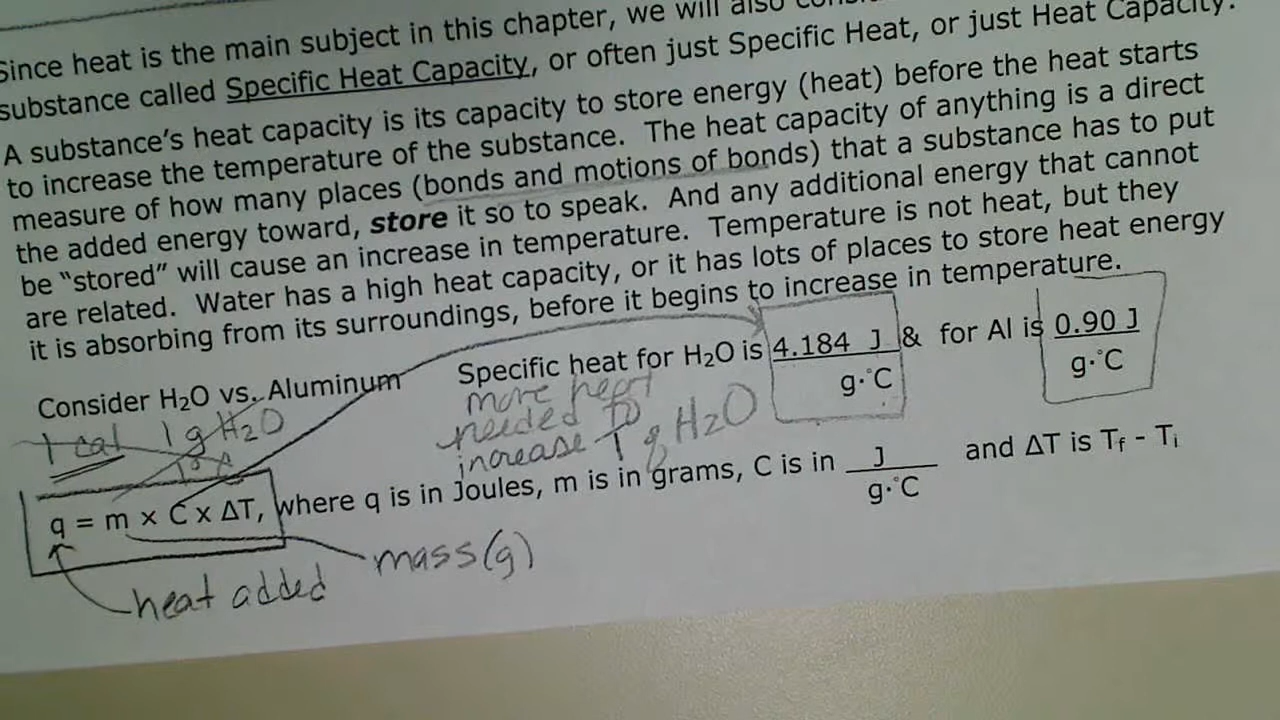 Since heat is the main subject in this chapter, we will also
substance called Specific Heat Capacity, or often just Specific Heat, or just Heat Capacity.
A substance's heat capacity is its capacity to store energy (heat) before the heat starts
to increase the temperature of the substance. The heat capacity of anything is a direct
measure of how many places (bonds and motions of bonds) that a substance has to put
the added energy toward, store it so to speak. And any additional energy that cannot
be "stored" will cause an increase in temperature. Temperature is not heat, but they
are related. Water has a high heat capacity, or it has lots of places to store heat energy
it is absorbing from its surroundings, before it begins to increase in temperature.
Consider H₂O vs. Aluminum Specific heat for H₂O is 4.184 J & for Al is 0.90 J
g·°C g·°C
more heat
needed to
increase T
1 cal 1g H₂O
g H₂O
q = m x C x ΔT, where q is in Joules, m is in grams, C is in J and ΔT is Tf - Ti
g·°C
mass(g)
heat added